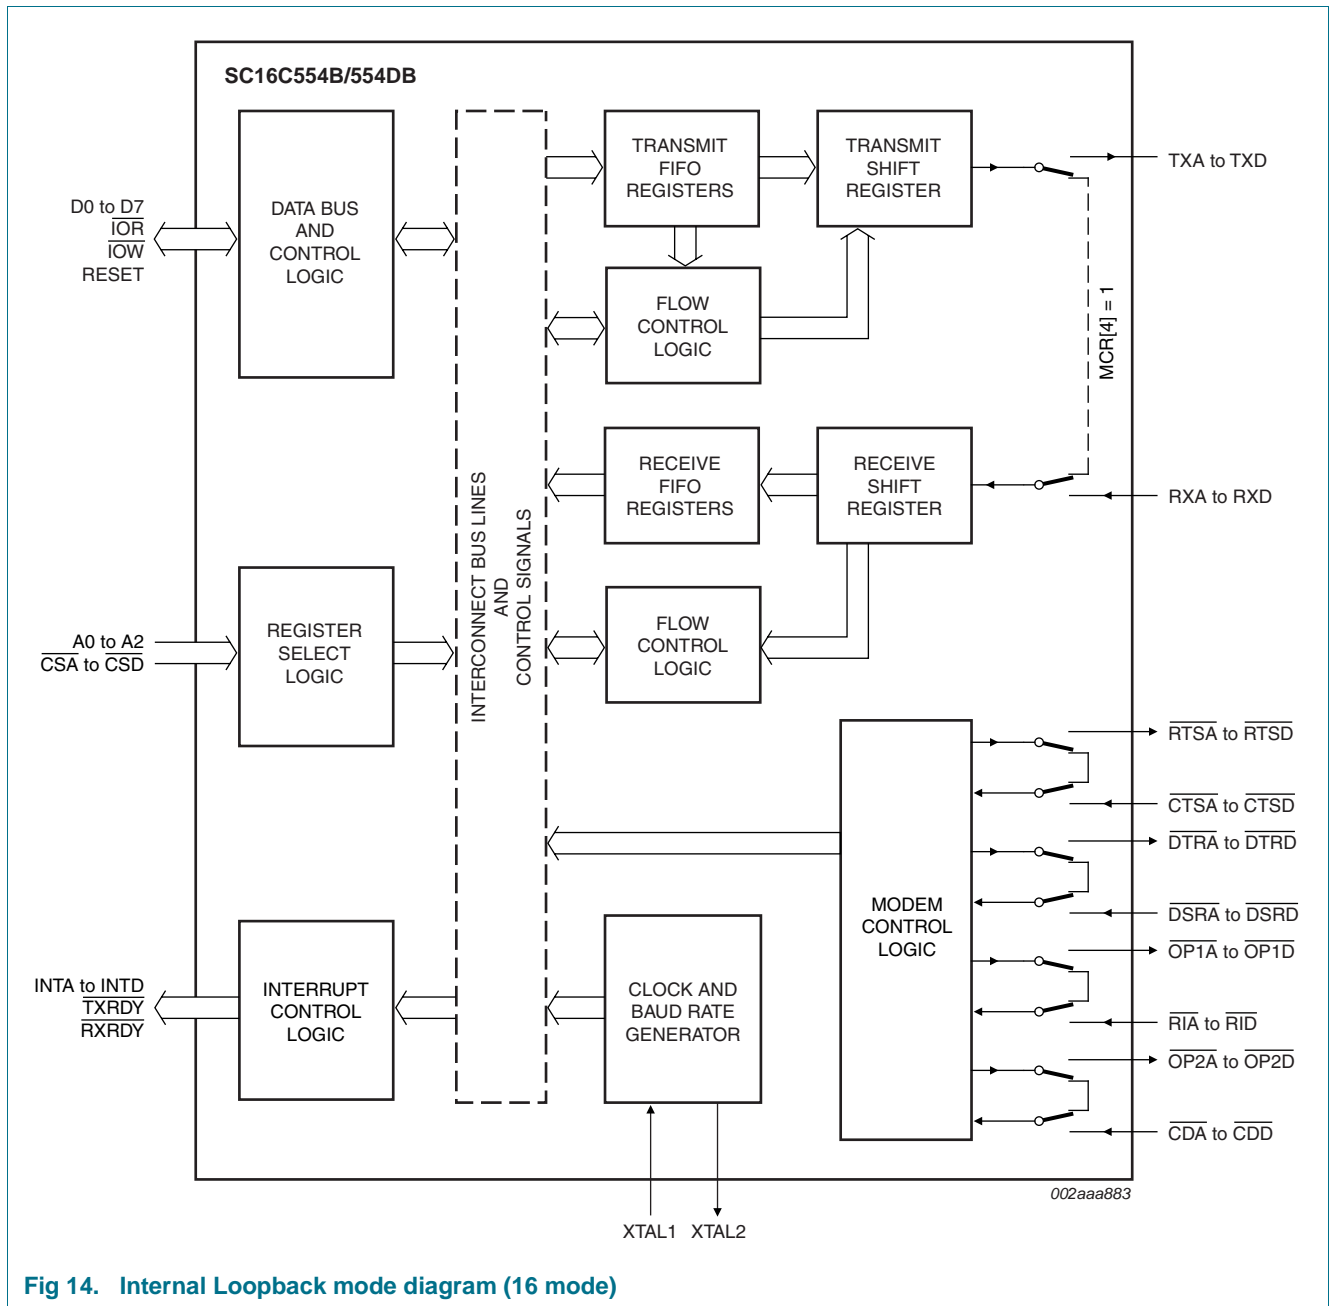 SC16C554B/554DB
D0 to D7
IOR
IOW
RESET
DATA BUS
AND
CONTROL
LOGIC
TRANSMIT
FIFO
REGISTERS
TRANSMIT
SHIFT
REGISTER
TXA to TXD
FLOW
CONTROL
LOGIC
MCR[4] = 1
INTERCONNECT BUS LINES
AND
CONTROL SIGNALS
RECEIVE
FIFO
REGISTERS
RECEIVE
SHIFT
REGISTER
RXA to RXD
A0 to A2
CSA to CSD
REGISTER
SELECT
LOGIC
FLOW
CONTROL
LOGIC
RTSA to RTSD
CTSA to CTSD
DTRA to DTRD
MODEM
CONTROL
LOGIC
DSRA to DSRD
OP1A to OP1D
RIA to RID
OP2A to OP2D
CDA to CDD
INTA to INTD
TXRDY
RXRDY
INTERRUPT
CONTROL
LOGIC
CLOCK AND
BAUD RATE
GENERATOR
XTAL1 XTAL2
002aaa883
Fig 14. Internal Loopback mode diagram (16 mode)